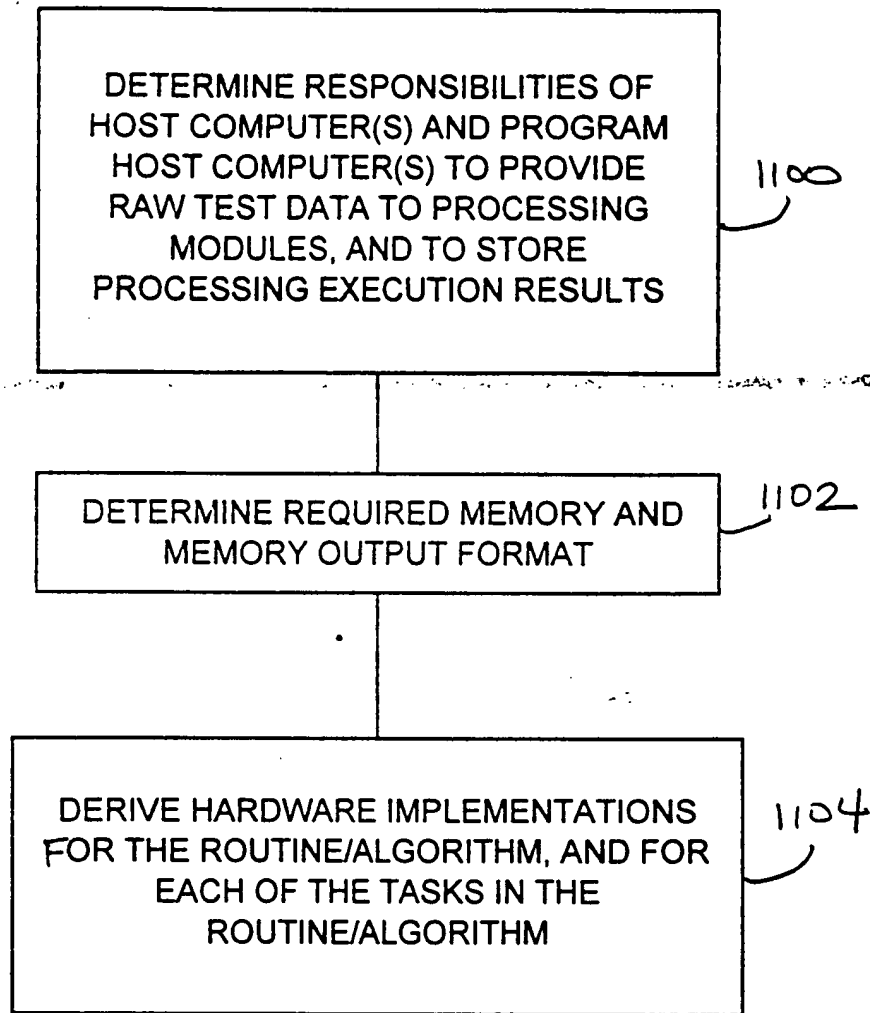 DETERMINE RESPONSIBILITIES OF
HOST COMPUTER(S) AND PROGRAM
HOST COMPUTER(S) TO PROVIDE
RAW TEST DATA TO PROCESSING
MODULES, AND TO STORE
PROCESSING EXECUTION RESULTS
1100
DETERMINE REQUIRED MEMORY AND
MEMORY OUTPUT FORMAT
1102
DERIVE HARDWARE IMPLEMENTATIONS
FOR THE ROUTINE/ALGORITHM, AND FOR
EACH OF THE TASKS IN THE
ROUTINE/ALGORITHM
1104